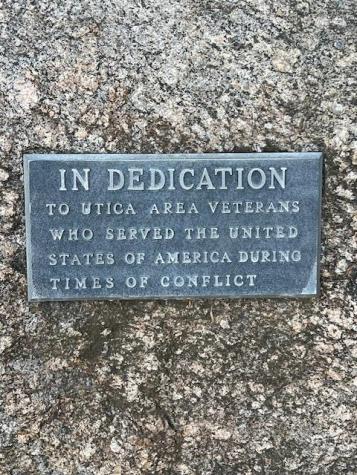 IN DEDICATION
TO UTICA AREA VETERANS
WHO SERVED THE UNITED
STATES OF AMERICA DURING
TIMES OF CONFLICT